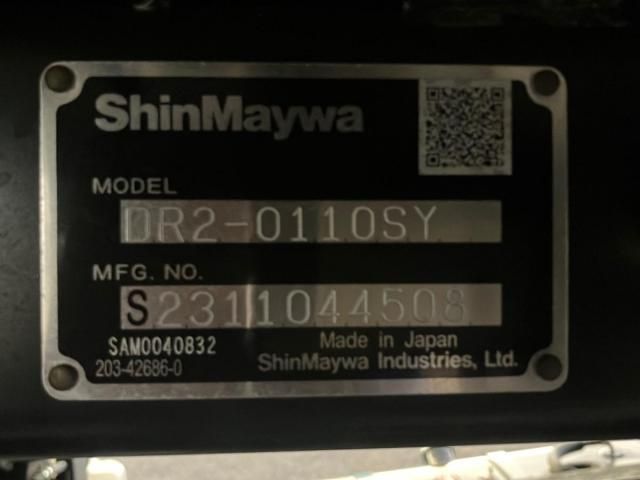 ShinMaywa
MODEL
DR2-0110SY
MFG. NO.
S2311044508
SAM0040832
Made in Japan
203-42686-0
ShinMaywa Industries, Ltd.